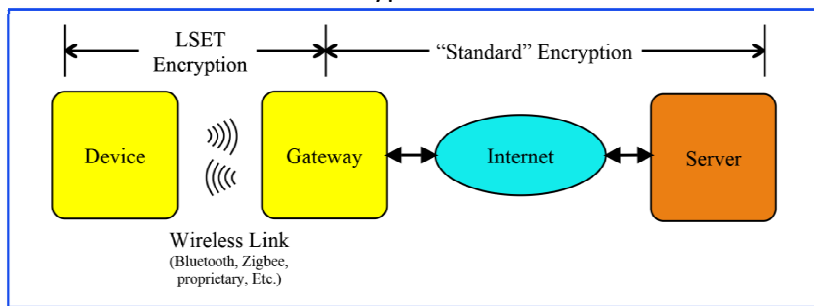 LSET
Encryption
“Standard” Encryption
Device
Gateway
Internet
Server
Wireless Link
(Bluetooth, Zigbee,
proprietary, Etc.)